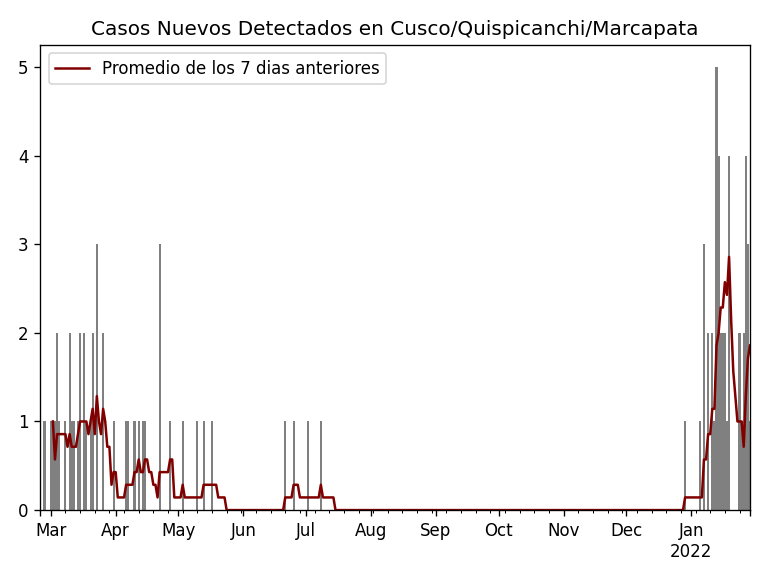 Casos Nuevos Detectados en Cusco/Quispicanchi/Marcapata
Promedio de los 7 dias anteriores
5
4
3
2
1
0
Mar Apr May Jun Jul Aug Sep Oct Nov Dec Jan
2022